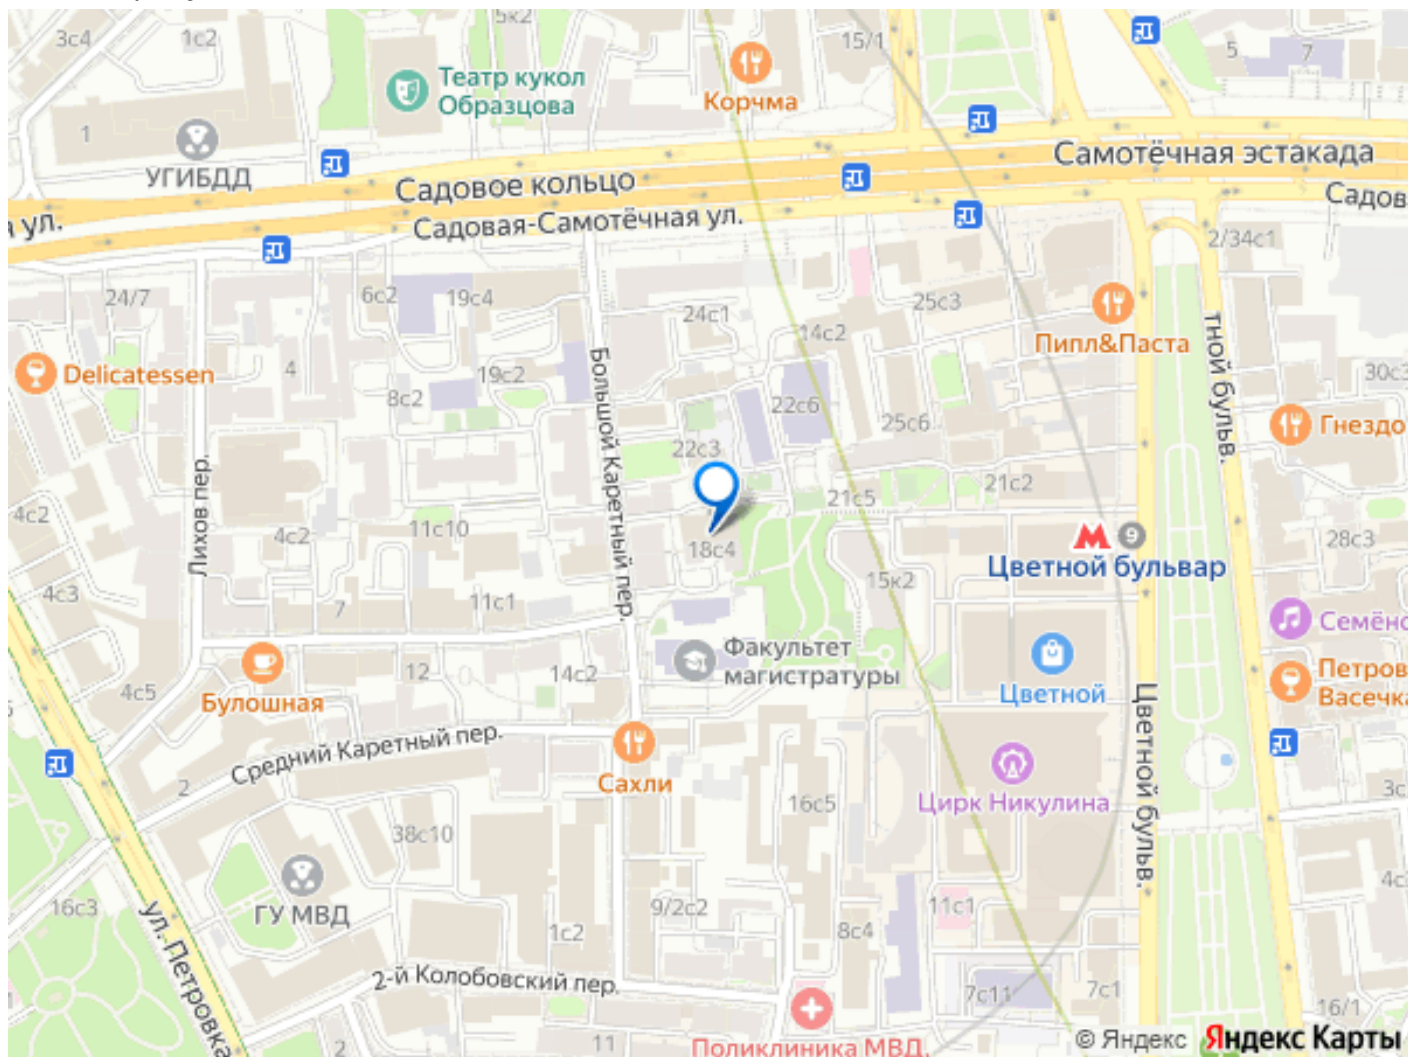 3с4
1с2
5к2
15/1
5
7
Театр кукол
Образцова
Корчма
1
УГИБДД
Самотёчная эстакада
Садовое кольцо
Садовая-Самотёчная ул.
Садов
а ул.
2/34с1
24/7
6с2
19с4
24с1
14с2
25с3
Пипл&Паста
тной бульв.
Delicatessen
4
8с2
19с2
Большой Каретный пер.
22с6
25с6
30с3
Гнездо
22с3
Лихов пер.
21с5
21с2
4с2
4с2
11с10
18с4
9
Цветной бульвар
28с3
4с3
7
11с1
15к2
Семёно
Факультет
магистратуры
12
14с2
4с5
Булошная
Цветной
Петров
Васечка
Цветной бульв.
Средний Каретный пер.
2
Сахли
Цирк Никулина
16с5
3с
38с10
4с
16с3
ГУ МВД
9/2с2
11с1
1с2
8с4
ул. Петровка
2-й Колобовский пер.
7с11
7с1
16/1
2
11
Поликлиника МВД,
© Яндекс Яндекс Карты